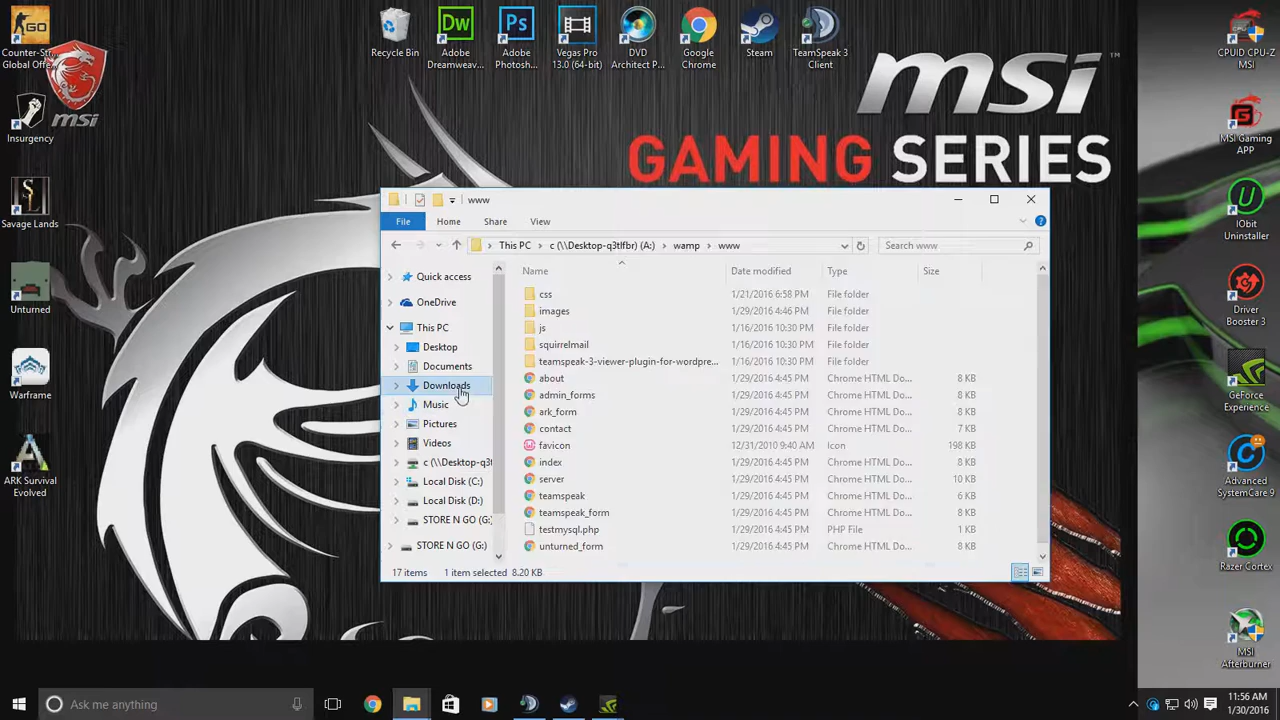 Counter-Strike
Global Offe...
msi
Insurgency
Savage Lands
Unturned
Warframe
ARK Survival
Evolved
Recycle Bin
Dw
Adobe
Dreamweav...
Ps
Adobe
Photosh...
Vegas Pro
13.0 (64-bit)
DVD
Architect P...
Google
Chrome
Steam
TeamSpeak 3
Client
msi™
GAMING SERIES
CPUID CPU-Z
MSI
MSI Gaming
APP
IObit
Uninstaller
Driver
Booster 3
GeForce
Experience
Advanced
SystemCare 9
Razer Cortex
MSI
Afterburner
www
File Home Share View
This PC c (\\Desktop-q3tlfbr) (A:) wamp www
Search www
Quick access
OneDrive
This PC
Desktop
Documents
Downloads
Music
Pictures
Videos
c (\\Desktop-q3t
Local Disk (C:)
Local Disk (D:)
STORE N GO (G:)
STORE N GO (G:)
Name Date modified Type Size
css 1/21/2016 6:58 PM File folder
images 1/29/2016 4:46 PM File folder
js 1/16/2016 10:30 PM File folder
squirrelmail 1/16/2016 10:30 PM File folder
teamspeak-3-viewer-plugin-for-wordpre... 1/16/2016 10:30 PM File folder
about 1/29/2016 4:45 PM Chrome HTML Do... 8 KB
admin_forms 1/29/2016 4:45 PM Chrome HTML Do... 8 KB
ark_form 1/29/2016 4:45 PM Chrome HTML Do... 8 KB
contact 1/29/2016 4:45 PM Chrome HTML Do... 7 KB
favicon 12/31/2010 9:40 AM Icon 198 KB
index 1/29/2016 4:45 PM Chrome HTML Do... 8 KB
server 1/29/2016 4:45 PM Chrome HTML Do... 10 KB
teamspeak 1/29/2016 4:45 PM Chrome HTML Do... 6 KB
teamspeak_form 1/29/2016 4:45 PM Chrome HTML Do... 8 KB
testmysql.php 1/29/2016 4:45 PM PHP File 1 KB
unturned_form 1/29/2016 4:45 PM Chrome HTML Do... 8 KB
17 items 1 item selected 8.20 KB
Ask me anything
11:56 AM
1/30/2016